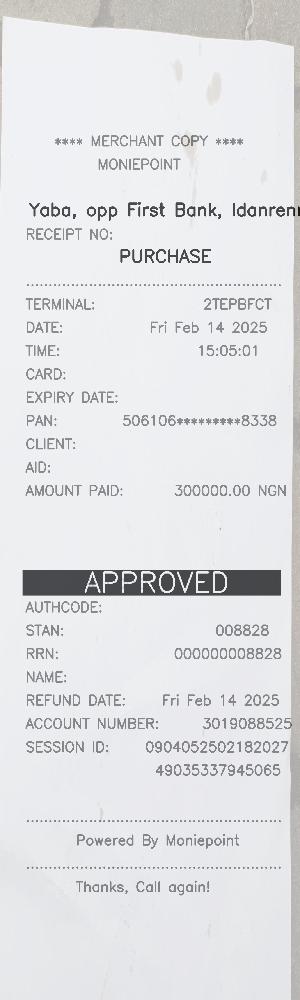 **** MERCHANT COPY ****
MONIEPOINT
Yaba, opp First Bank, Idanren
RECEIPT NO:
PURCHASE
TERMINAL: 2TEPBFCT
DATE: Fri Feb 14 2025
TIME: 15:05:01
CARD:
EXPIRY DATE:
PAN: 506106*********8338
CLIENT:
AID:
AMOUNT PAID: 300000.00 NGN
APPROVED
AUTHCODE:
STAN: 008828
RRN: 000000008828
NAME:
REFUND DATE: Fri Feb 14 2025
ACCOUNT NUMBER: 3019088525
SESSION ID: 0904052502182027
49035337945065
Powered By Moniepoint
Thanks, Call again!